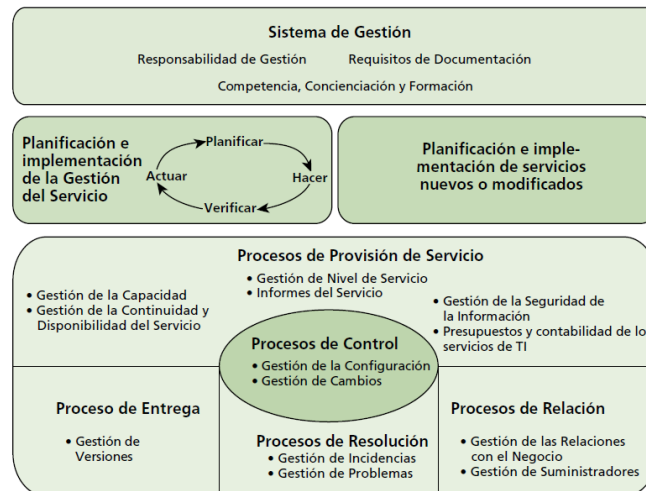 Sistema de Gestión
Responsabilidad de Gestión
Requisitos de Documentación
Competencia, Concienciación y Formación
Planificación e
implementación
de la Gestión
del Servicio
Planificar
Hacer
Verificar
Actuar
Planificación e imple-
mentación de servicios
nuevos o modificados
Procesos de Provisión de Servicio
• Gestión de la Capacidad
• Gestión de la Continuidad y
Disponibilidad del Servicio
• Gestión de Nivel de Servicio
• Informes del Servicio
• Gestión de la Seguridad de
la Información
• Presupuestos y contabilidad de lo
servicios de TI
Procesos de Control
• Gestión de la Configuración
• Gestión de Cambios
Proceso de Entrega
• Gestión de
Versiones
Procesos de Resolución
• Gestión de Incidencias
• Gestión de Problemas
Procesos de Relación
• Gestión de las Relaciones
con el Negocio
• Gestión de Suministradores